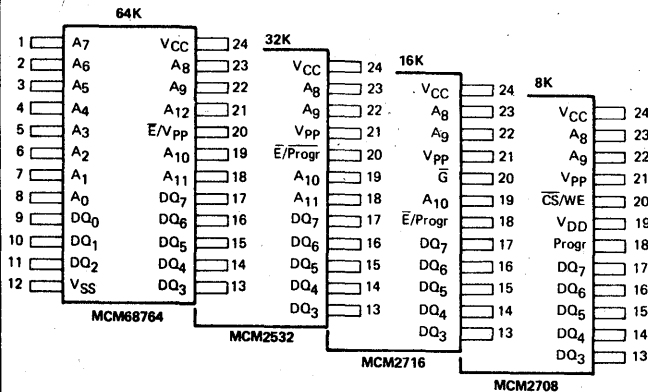 64K
1 A7 VCC 24
2 A6 A8 23
3 A5 A9 22
4 A4 A12 21
5 A3 E̅/VPP 20
6 A2 A10 19
7 A1 A11 18
8 A0 DQ7 17
9 DQ0 DQ6 16
10 DQ1 DQ5 15
11 DQ2 DQ4 14
12 VSS DQ3 13
MCM68764
32K
VCC 24
A8 23
A9 22
VPP 21
E̅/P̅r̅o̅g̅r̅ 20
A10 19
A11 18
DQ7 17
DQ6 16
DQ5 15
DQ4 14
DQ3 13
MCM2532
16K
VCC 24
A8 23
A9 22
VPP 21
G̅ 20
A10 19
E̅/Progr 18
DQ7 17
DQ6 16
DQ5 15
DQ4 14
DQ3 13
MCM2716
8K
VCC 24
A8 23
A9 22
VPP 21
C̅S̅/WE 20
VDD 19
Progr 18
DQ7 17
DQ6 16
DQ5 15
DQ4 14
DQ3 13
MCM2708